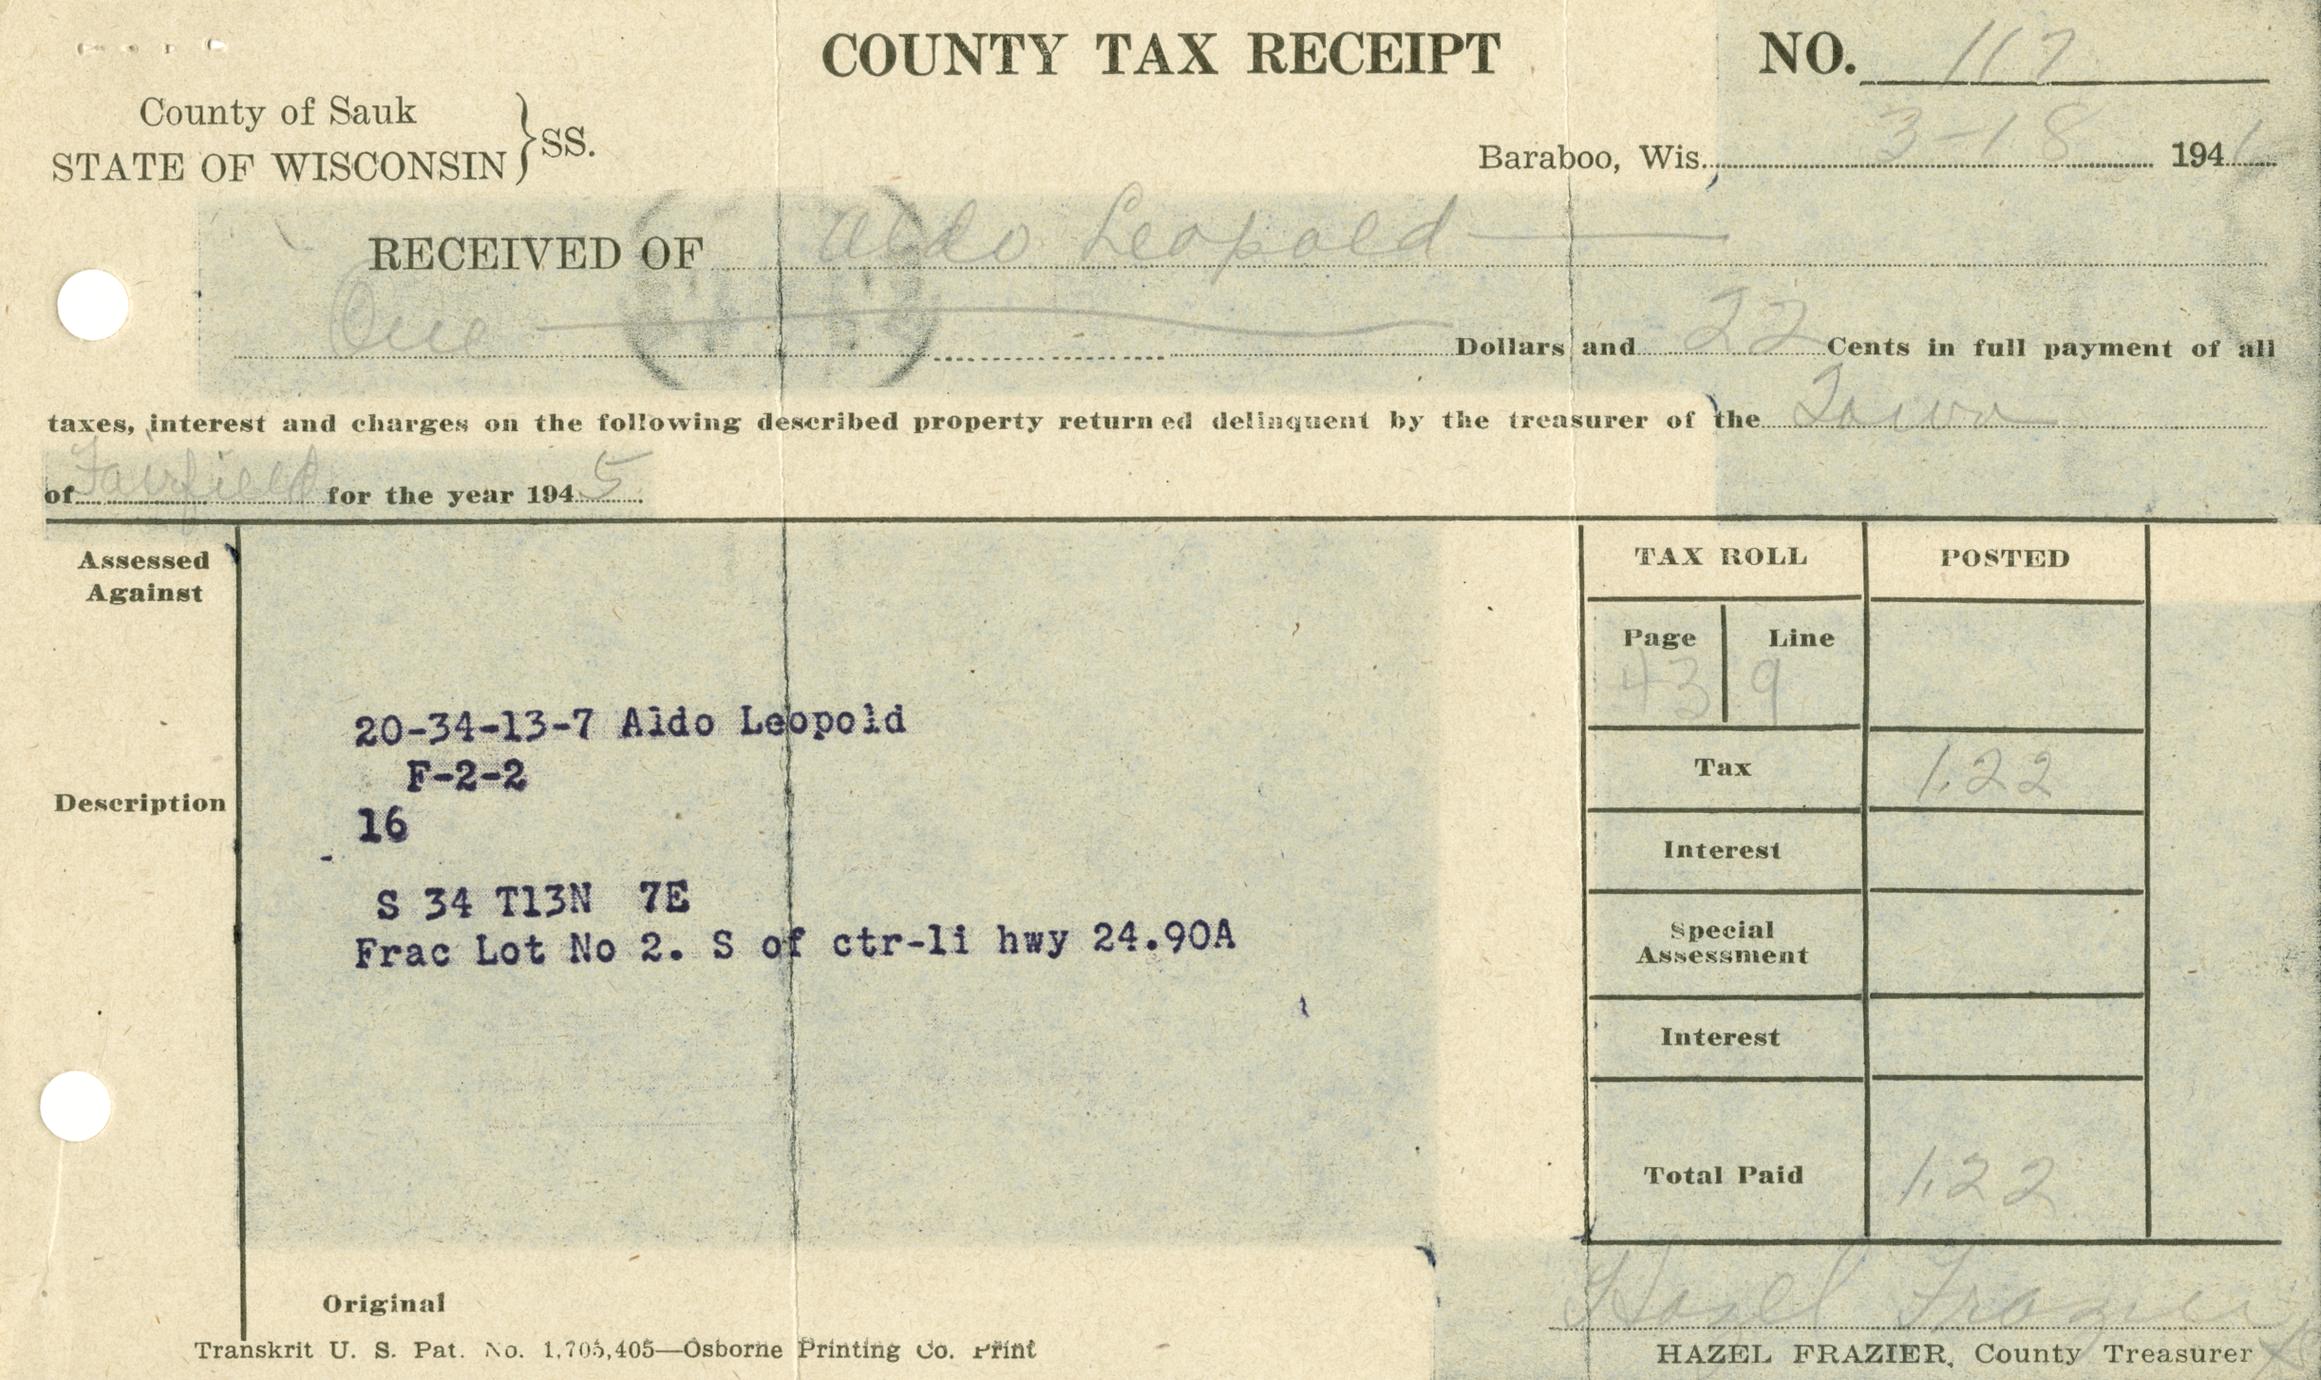 COUNTY TAX RECEIPT
NO. 117
County of Sauk
STATE OF WISCONSIN } SS.
Baraboo, Wis. 3-18 1946
RECEIVED OF Aldo Leopold
One Dollars and 22 Cents in full payment of all
taxes, interest and charges on the following described property returned delinquent by the treasurer of the Town
of Fairfield for the year 1945
Assessed Against
TAX ROLL POSTED
Page Line
43 9
20-34-13-7 Aldo Leopold
F-2-2
16
Description
S 34 T13N 7E
Frac Lot No 2. S of ctr-li hwy 24.90A
Tax 1.22
Interest
Special Assessment
Interest
Total Paid 1.22
Original
Hazel Frazier
Transkrit U. S. Pat. No. 1,705,405—Osborne Printing Co. Print
HAZEL FRAZIER, County Treasurer